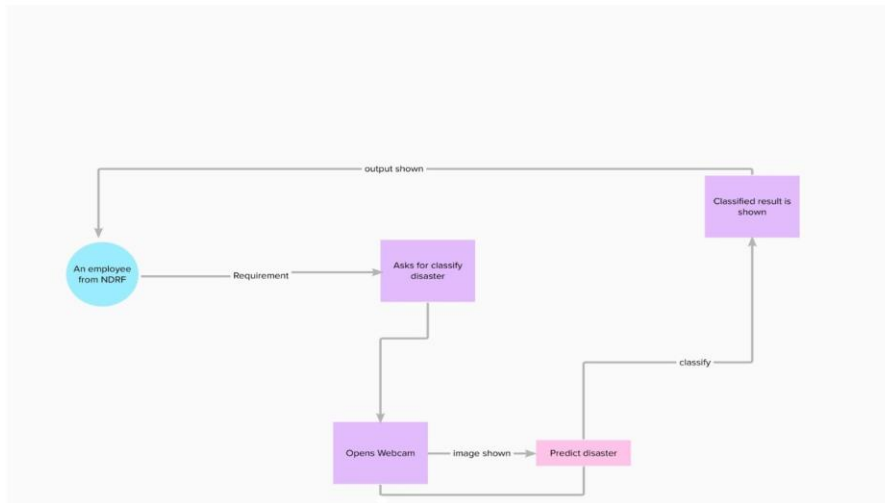 output shown
Classified result is
shown
An employee
from NDRF
Requirement
Asks for classify
disaster
classify
Opens Webcam
image shown
Predict disaster